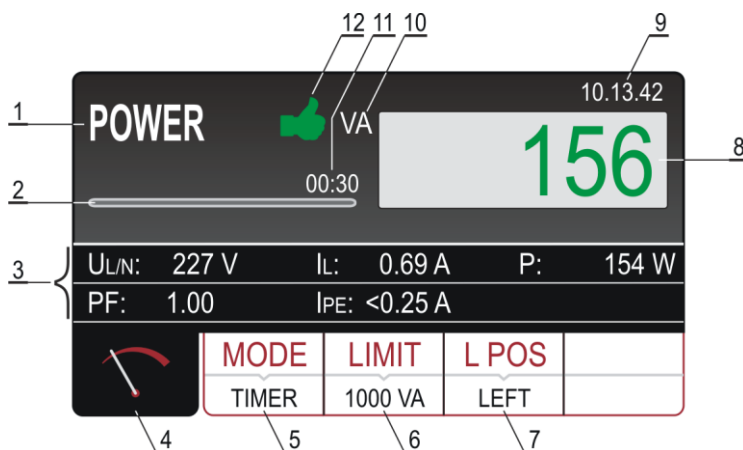 12 11 10 9
10.13.42
1 POWER VA 156 8
00:30
2
3
UL/N: 227 V IL: 0.69 A P: 154 W
PF: 1.00 IPE: <0.25 A
MODE LIMIT L POS
TIMER 1000 VA LEFT
4 5 6 7